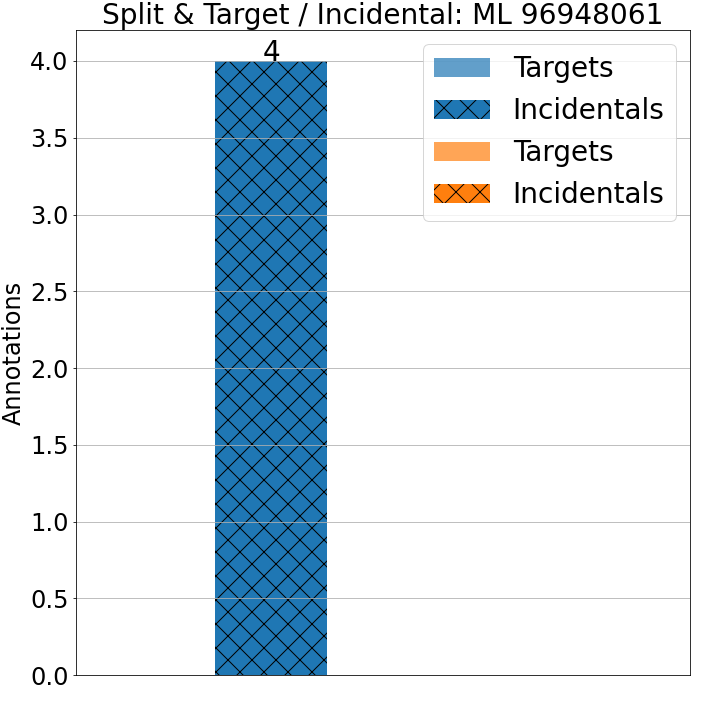 Split & Target / Incidental: ML 96948061
4
Targets
Incidentals
Targets
Incidentals
Annotations
4.0
3.5
3.0
2.5
2.0
1.5
1.0
0.5
0.0